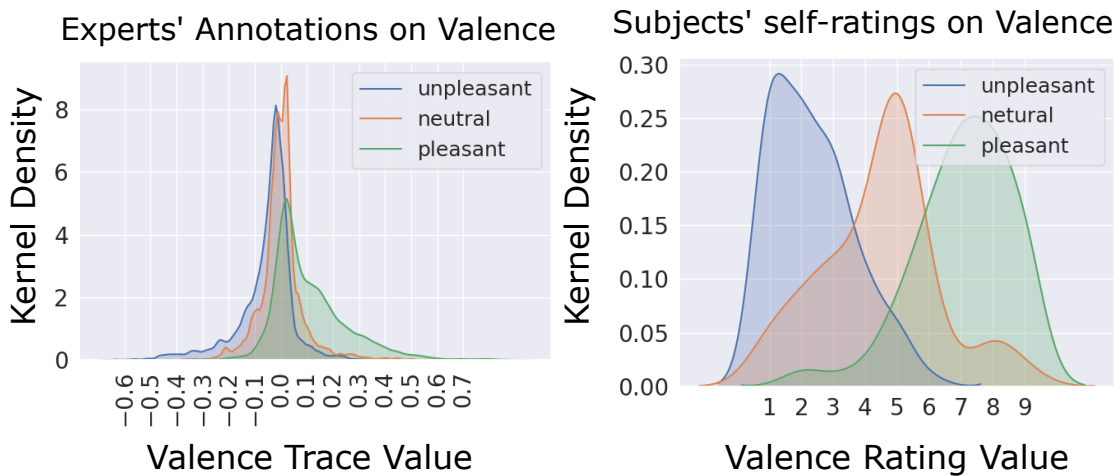 Experts' Annotations on Valence
Kernel Density
8
6
4
2
0
unpleasant
neutral
pleasant
−0.6
−0.5
−0.4
−0.3
−0.2
−0.1
0.0
0.1
0.2
0.3
0.4
0.5
0.6
0.7
Valence Trace Value
Subjects' self-ratings on Valence
Kernel Density
0.30
0.25
0.20
0.15
0.10
0.05
0.00
unpleasant
netural
pleasant
1 2 3 4 5 6 7 8 9
Valence Rating Value